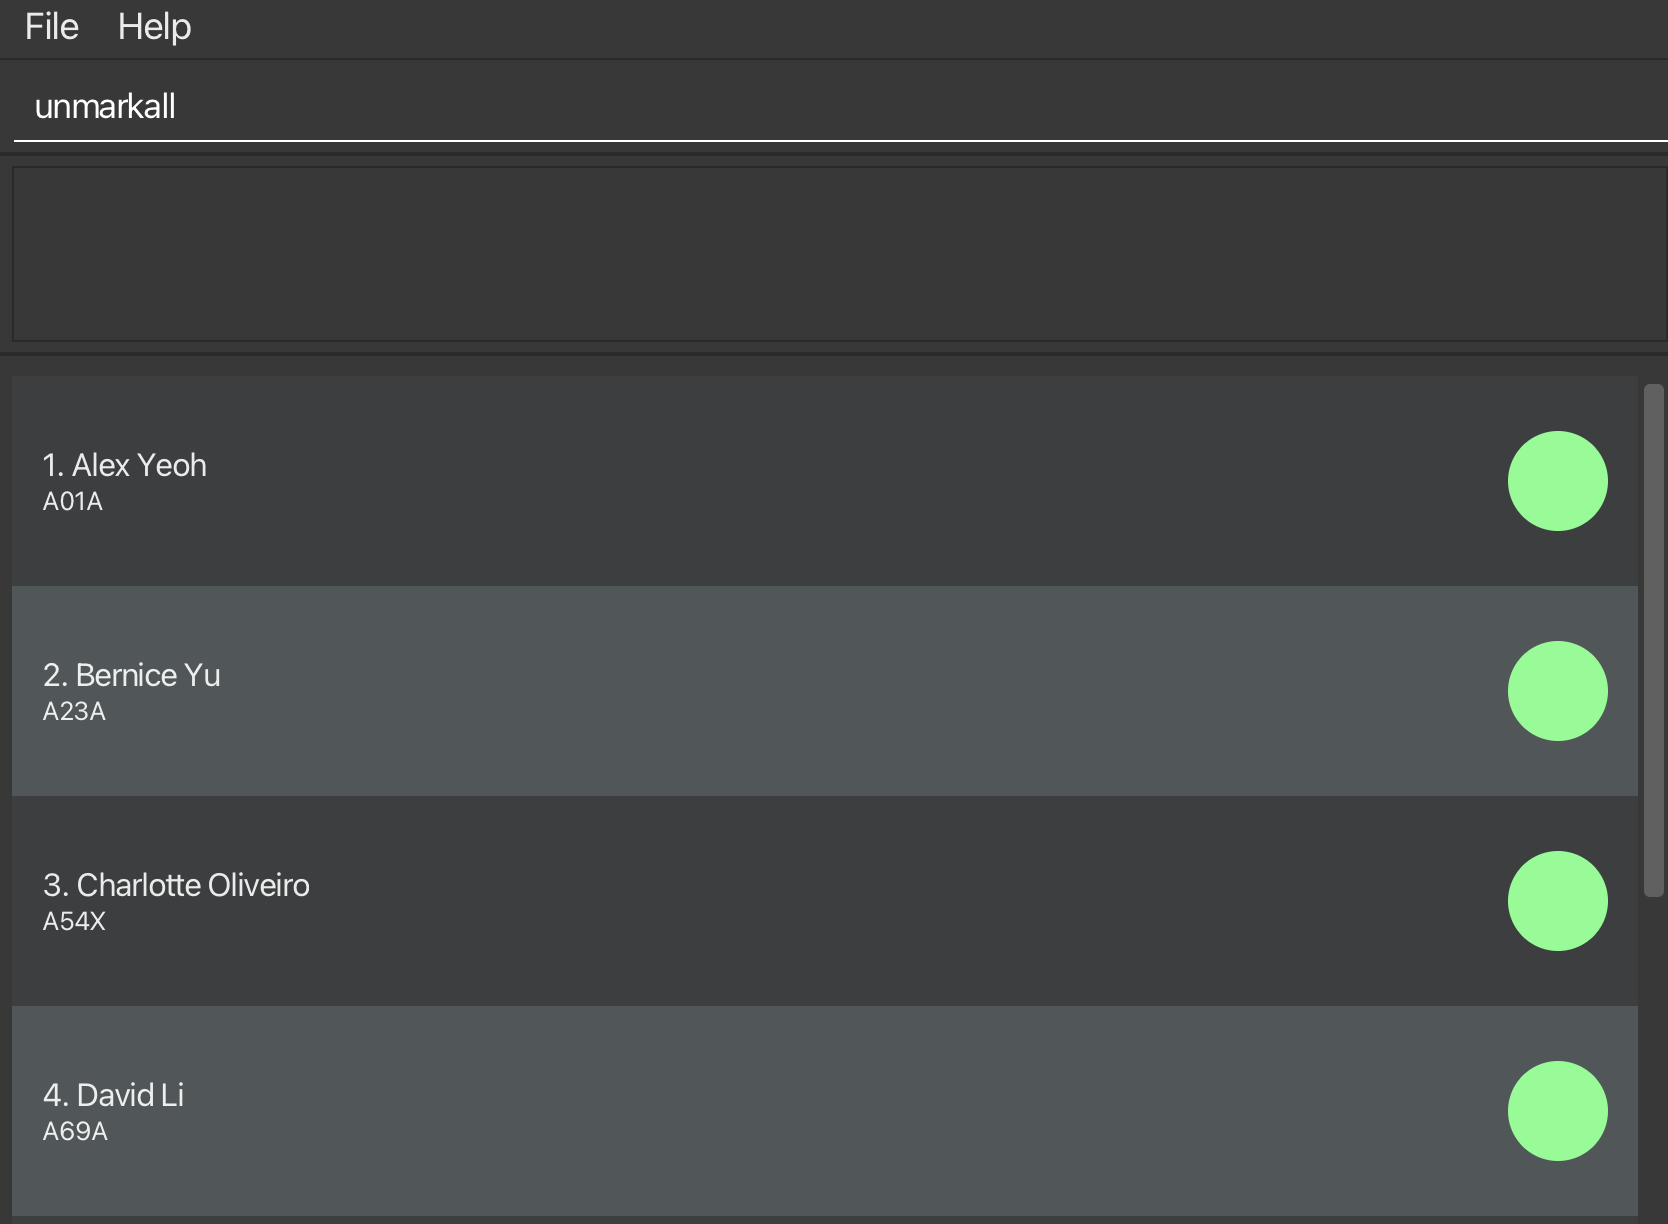 File Help
unmarkall
1. Alex Yeoh
A01A
2. Bernice Yu
A23A
3. Charlotte Oliveiro
A54X
4. David Li
A69A